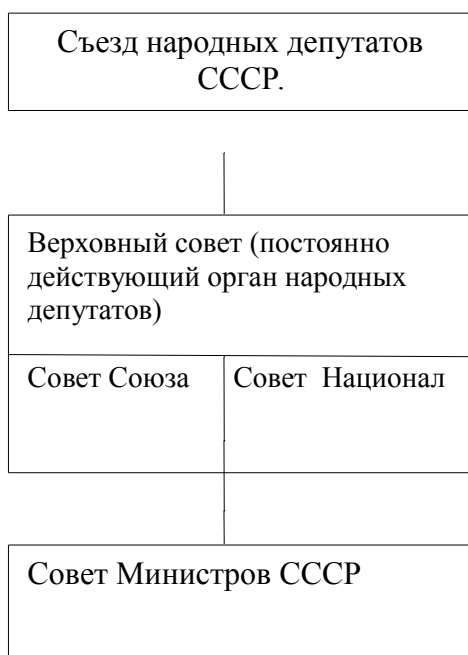 Съезд народных депутатов
СССР.
Верховный совет (постоянно
действующий орган народных
депутатов)
Совет Союза
Совет Национал
Совет Министров СССР